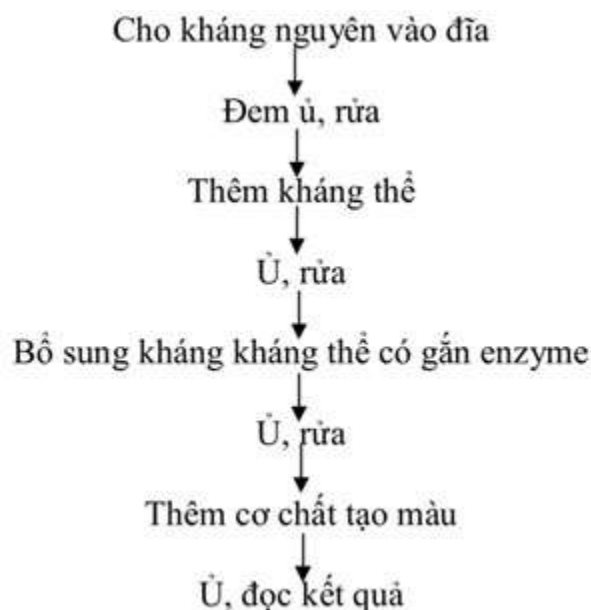 Cho kháng nguyên vào đĩa
Đem ủ, rửa
Thêm kháng thể
Ủ, rửa
Bổ sung kháng kháng thể có gắn enzyme
Ủ, rửa
Thêm cơ chất tạo màu
Ủ, đọc kết quả